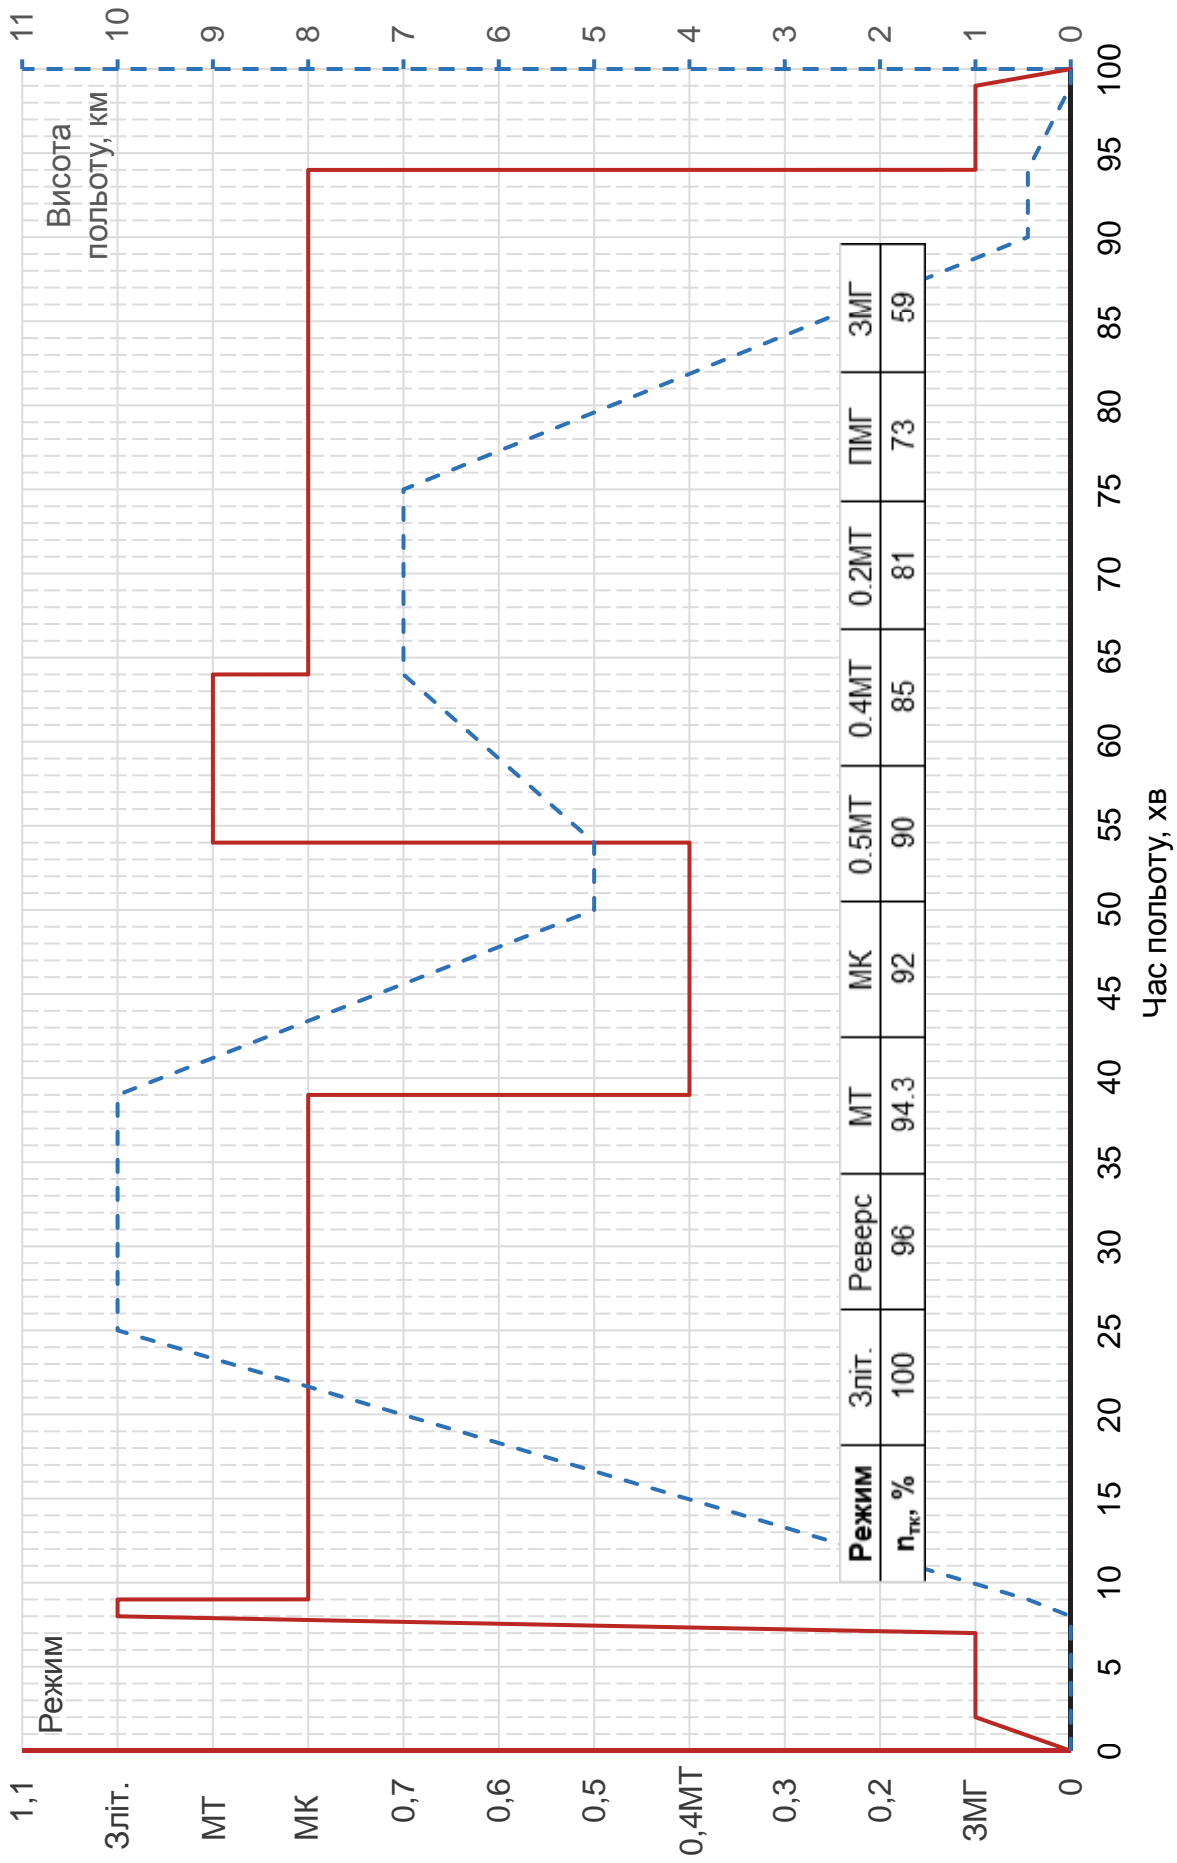 Режим
Висота
польоту, км
1,1
Зліт.
МТ
МК
0,7
0,6
0,5
0,4МТ
0,3
0,2
ЗМГ
0
11
10
9
8
7
6
5
4
3
2
1
0
Режим Зліт. Реверс МТ МК 0.5МТ 0.4МТ 0.2МТ ПМГ ЗМГ
nтк, % 100 96 94.3 92 90 85 81 73 59
0 5 10 15 20 25 30 35 40 45 50 55 60 65 70 75 80 85 90 95 100
Час польоту, хв